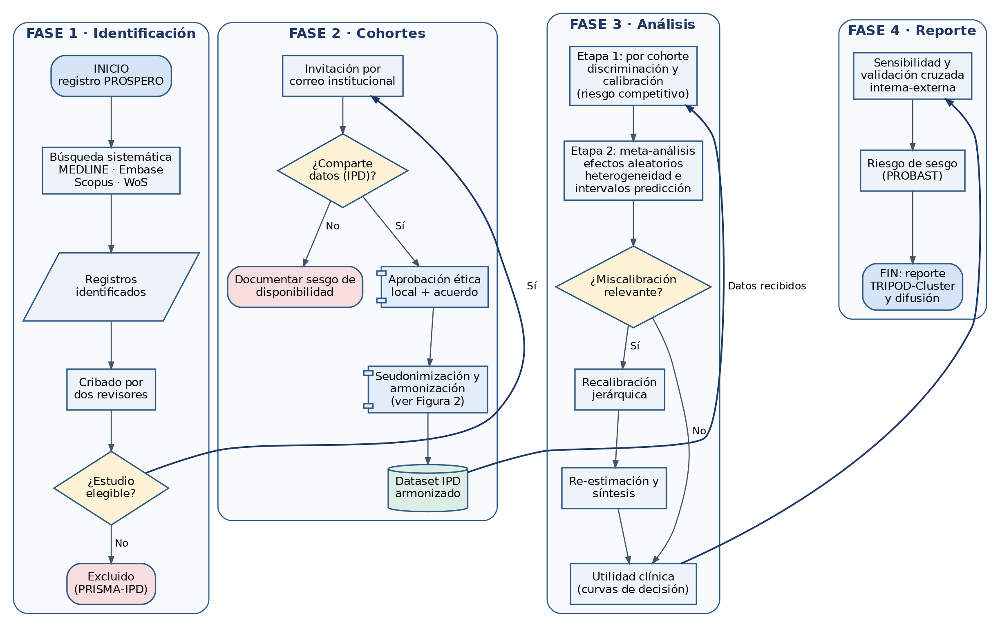 FASE 1 · Identificación
INICIO
registro PROSPERO
Búsqueda sistemática
MEDLINE · Embase
Scopus · WoS
Registros
identificados
Cribado por
dos revisores
¿Estudio
elegible?
No
Excluido
(PRISMA-IPD)
Sí
FASE 2 · Cohortes
Invitación por
correo institucional
¿Comparte
datos (IPD)?
No
Sí
Documentar sesgo de
disponibilidad
Aprobación ética
local + acuerdo
Seudonimización y
armonización
(ver Figura 2)
Dataset IPD
armonizado
Datos recibidos
FASE 3 · Análisis
Etapa 1: por cohorte
discriminación y
calibración
(riesgo competitivo)
Etapa 2: meta-análisis
efectos aleatorios
heterogeneidad e
intervalos predicción
¿Miscalibración
relevante?
Sí
No
Recalibración
jerárquica
Re-estimación y
síntesis
Utilidad clínica
(curvas de decisión)
FASE 4 · Reporte
Sensibilidad y
validación cruzada
interna-externa
Riesgo de sesgo
(PROBAST)
FIN: reporte
TRIPOD-Cluster
y difusión